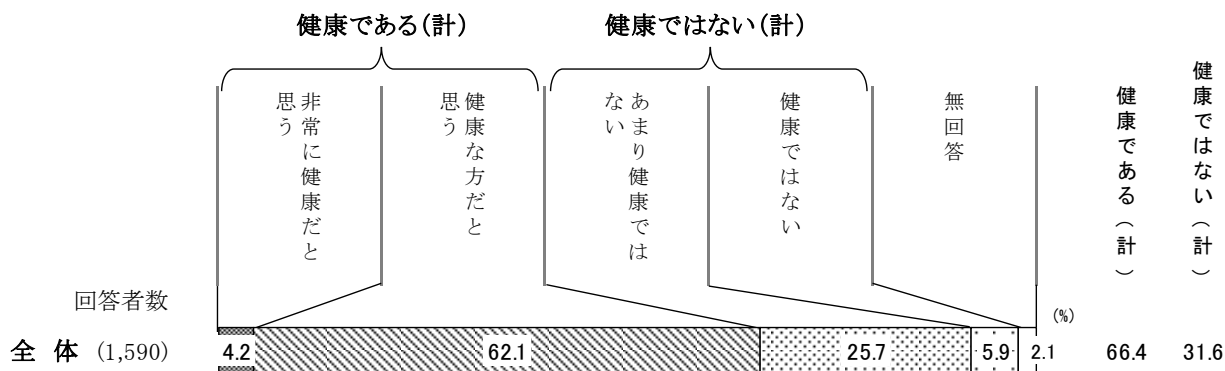 健康である(計)
健康ではない(計)
非常に健康だと
思う
健康な方だと
思う
あまり健康では
ない
健康ではない
無回答
健康である(計)
健康ではない(計)
回答者数
(%)
全 体 (1,590) 4.2 62.1 25.7 5.9 2.1 66.4 31.6